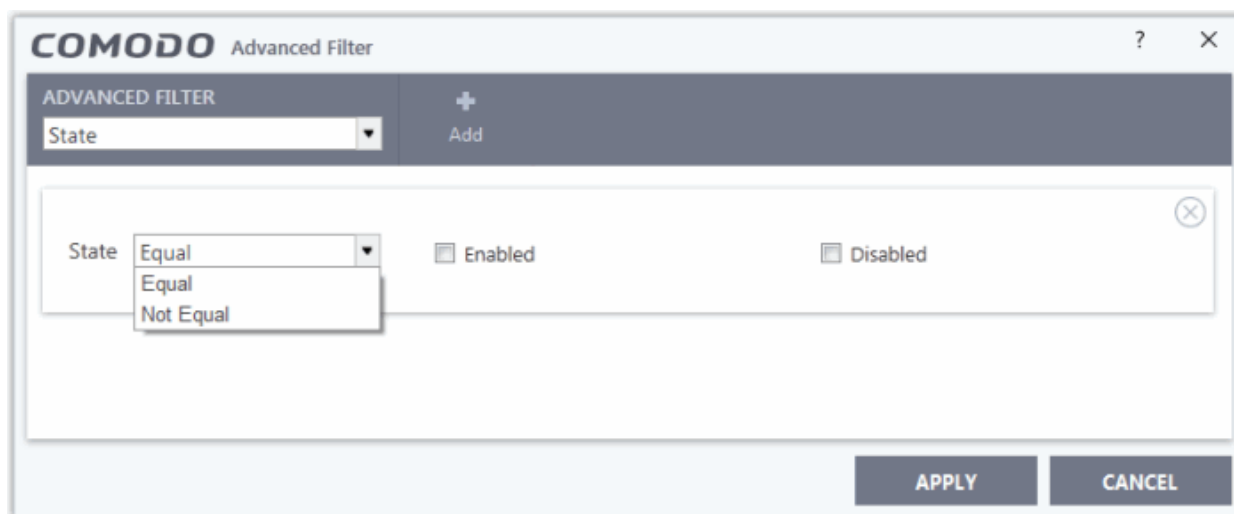 COMODO Advanced Filter ?
ADVANCED FILTER
State
Add
State Equal Enabled Disabled
Equal
Not Equal
APPLY CANCEL